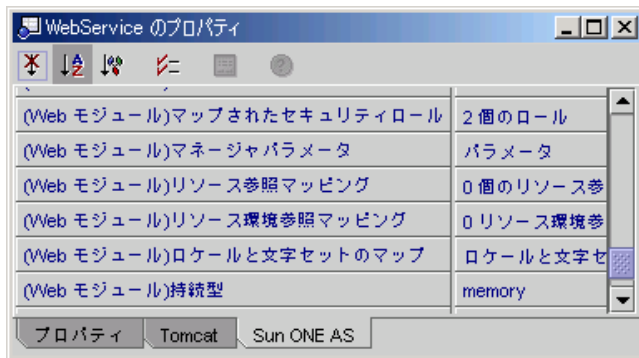 WebService のプロパティ
(Web モジュール)マップされたセキュリティロール 2 個のロール
(Web モジュール)マネージャパラメータ パラメータ
(Web モジュール)リソース参照マッピング 0 個のリソース参
(Web モジュール)リソース環境参照マッピング 0 リソース環境参
(Web モジュール)ロケールと文字セットのマップ ロケールと文字セ
(Web モジュール)持続型 memory
プロパティ Tomcat Sun ONE AS